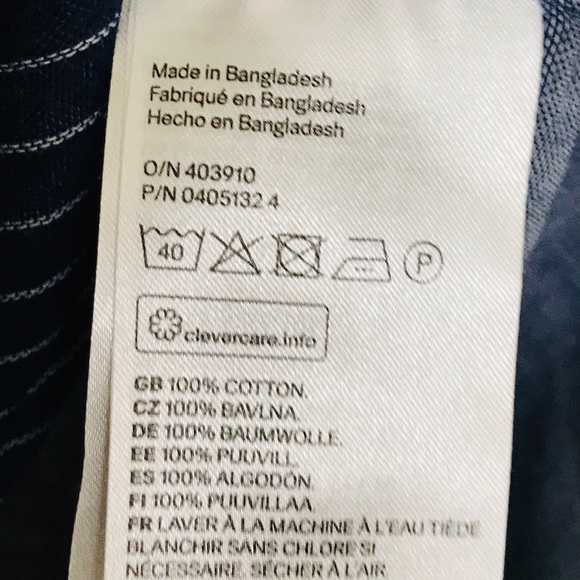 Made in Bangladesh
Fabriqué en Bangladesh
Hecho en Bangladesh
O/N 403910
P/N 0405132 4
40 P
clevercare.info
GB 100% COTTON.
CZ 100% BAVLNA.
DE 100% BAUMWOLLE.
EE 100% PUUVILL.
ES 100% ALGODÓN.
FI 100% PUUVILLAA
FR LAVER À LA MACHINE À L'EAU TIÈDE
BLANCHIR SANS CHLORE SI
NÉCESSAIRE. SÉCHER À L'AIR